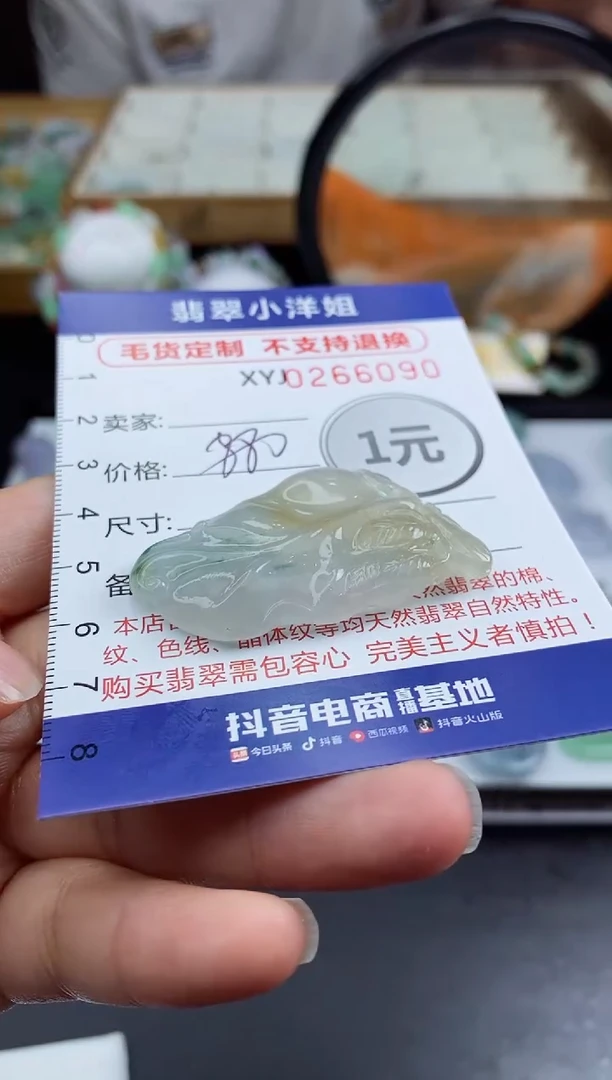 翡翠小洋姐
毛货定制 不支持退换
XYJ0266090
卖家:
价格:
1元
尺寸:
备
本店
然翡翠的棉、
纹、色线、晶体纹等均天然翡翠自然特性。
购买翡翠需包容心 完美主义者慎拍！
抖音电商直播基地
头条 今日头条 抖音 西瓜视频 抖音火山版
0
1
2
3
4
5
6
7
8